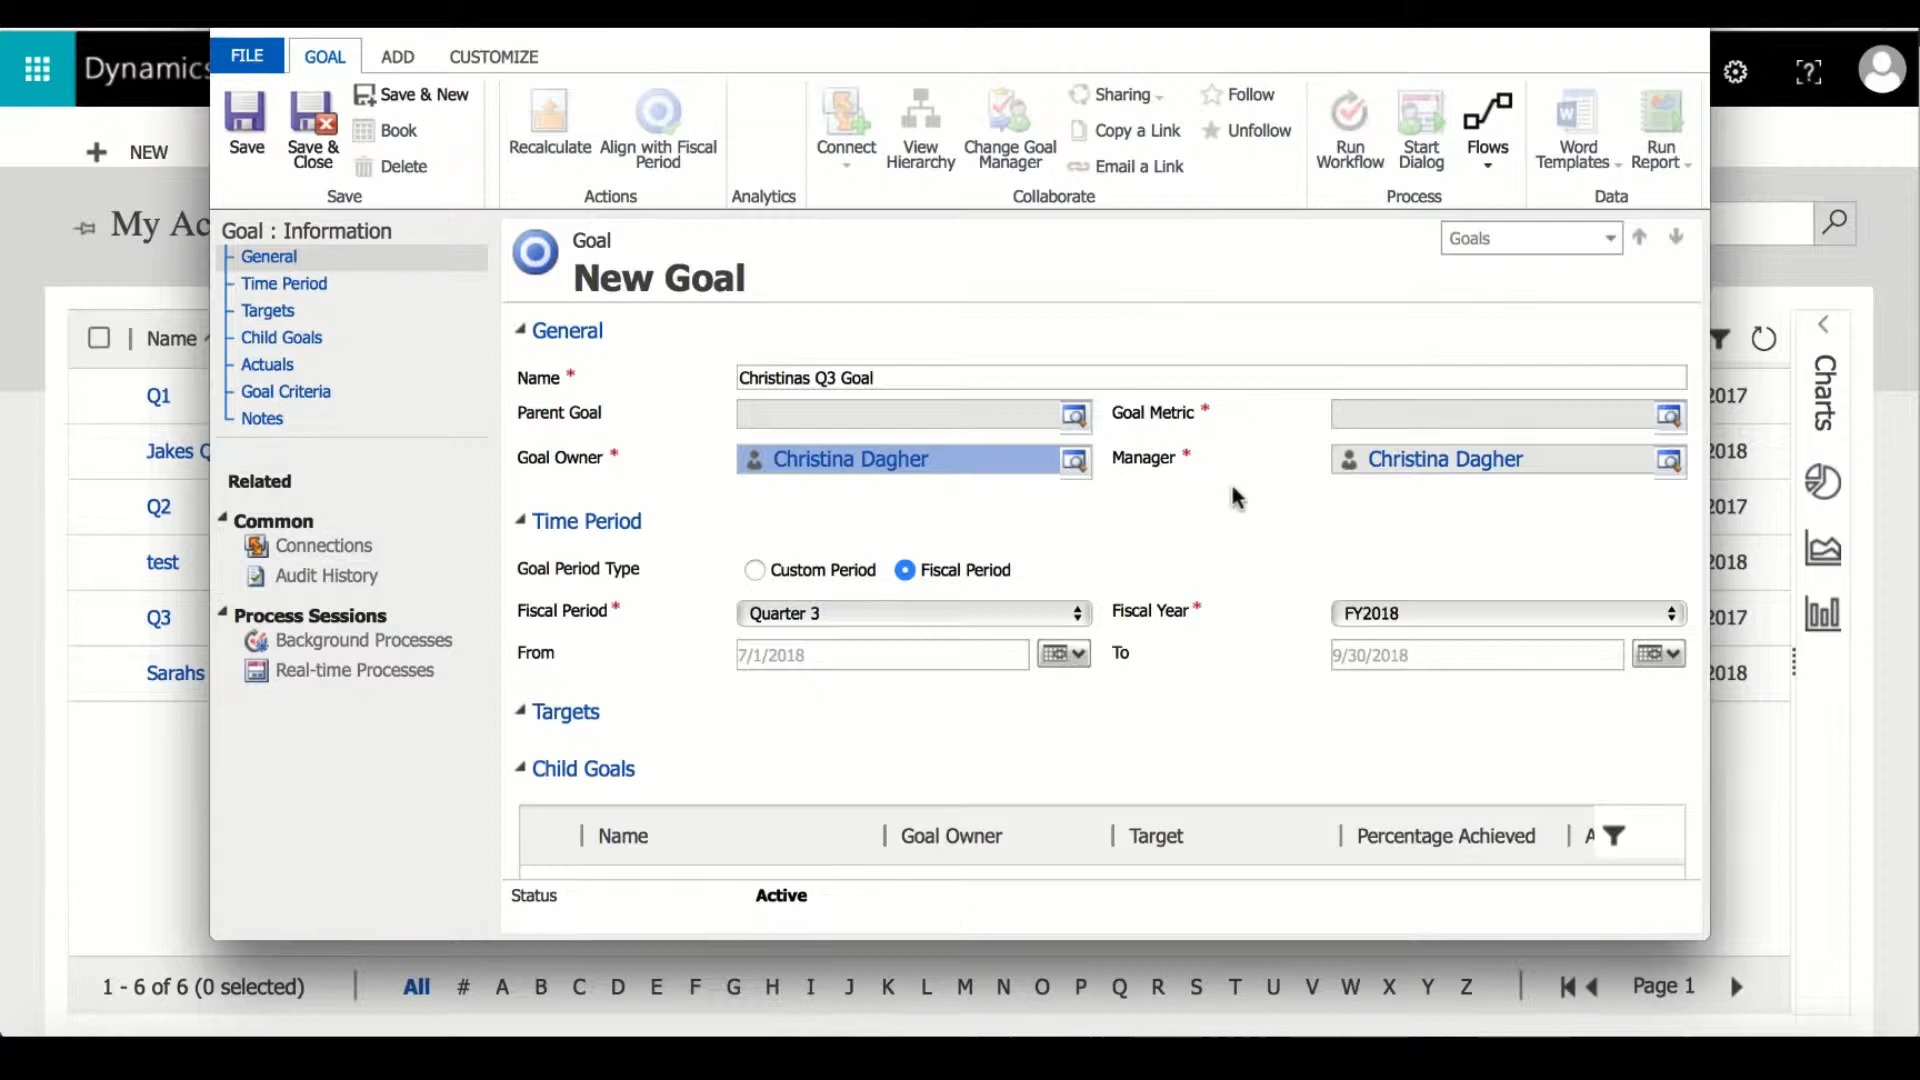 Dynamics
FILE
GOAL
ADD
CUSTOMIZE
Save
Save & Close
Save & New
Book
Delete
Save
Recalculate
Align with Fiscal Period
Actions
Analytics
Connect
View Hierarchy
Change Goal Manager
Sharing
Copy a Link
Email a Link
Follow
Unfollow
Collaborate
Run Workflow
Start Dialog
Flows
Process
Word Templates
Run Report
Data
+ NEW
My Ac
Goal : Information
General
Time Period
Targets
Child Goals
Actuals
Goal Criteria
Notes
Related
Common
Connections
Audit History
Process Sessions
Background Processes
Real-time Processes
Goal
New Goal
Goals
General
Name * Christinas Q3 Goal
Parent Goal
Goal Metric *
Goal Owner * Christina Dagher
Manager * Christina Dagher
Time Period
Goal Period Type Custom Period Fiscal Period
Fiscal Period * Quarter 3
Fiscal Year * FY2018
From 7/1/2018
To 9/30/2018
Targets
Child Goals
Name Goal Owner Target Percentage Achieved A
Status Active
Name
Q1
Jakes Q
Q2
test
Q3
Sarahs
2017
2018
2017
2018
2017
2018
Charts
1 - 6 of 6 (0 selected)
All # A B C D E F G H I J K L M N O P Q R S T U V W X Y Z
Page 1